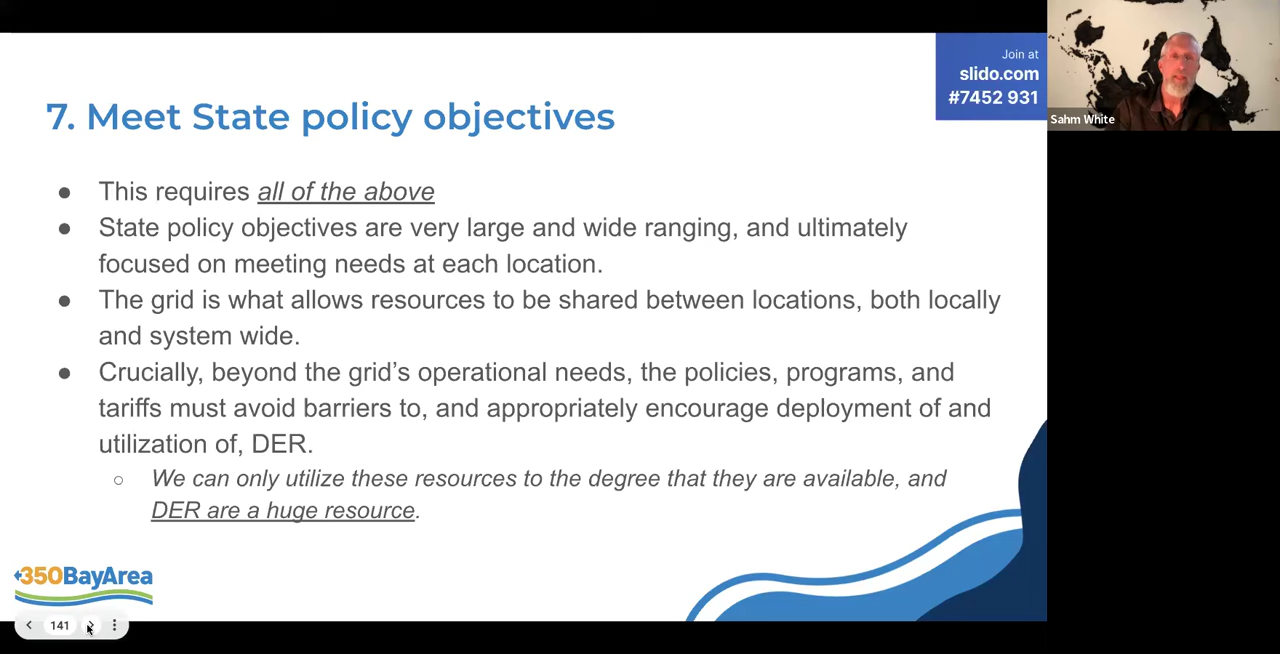 Join at
slido.com
#7452 931
Sahm White
7. Meet State policy objectives
● This requires all of the above
● State policy objectives are very large and wide ranging, and ultimately
focused on meeting needs at each location.
● The grid is what allows resources to be shared between locations, both locally
and system wide.
● Crucially, beyond the grid’s operational needs, the policies, programs, and
tariffs must avoid barriers to, and appropriately encourage deployment of and
utilization of, DER.
○ We can only utilize these resources to the degree that they are available, and
DER are a huge resource.
350BayArea
141